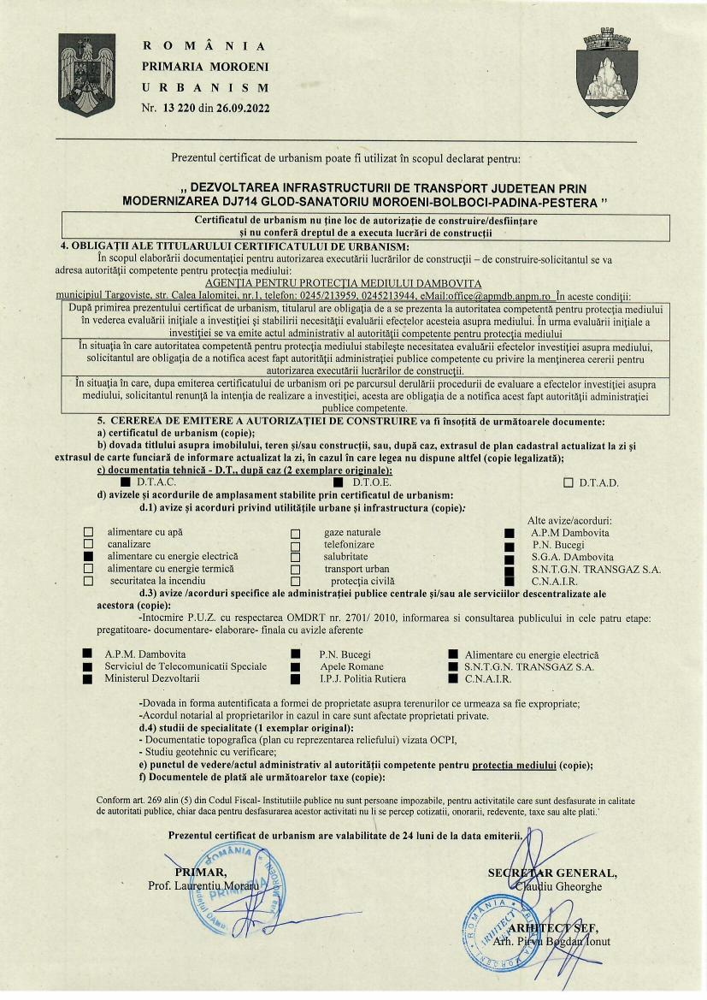 R O M Â N I A
PRIMARIA MOROENI
U R B A N I S M
Nr. 13 220 din 26.09.2022
Prezentul certificat de urbanism poate fi utilizat în scopul declarat pentru:
,, DEZVOLTAREA INFRASTRUCTURII DE TRANSPORT JUDETEAN PRIN
MODERNIZAREA DJ714 GLOD-SANATORIU MOROENI-BOLBOCI-PADINA-PESTERA ”
Certificatul de urbanism nu ține loc de autorizație de construire/desființare
și nu conferă dreptul de a executa lucrări de construcții
4. OBLIGAȚII ALE TITULARULUI CERTIFICATULUI DE URBANISM:
În scopul elaborării documentației pentru autorizarea executării lucrărilor de construcții – de construire-solicitantul se va
adresa autorității competente pentru protecția mediului:
AGENȚIA PENTRU PROTECȚIA MEDIULUI DAMBOVITA
municipiul Targoviste, str. Calea Ialomitei, nr.1, telefon: 0245/213959, 0245213944, eMail:office@apmdb.anpm.ro În aceste condiții:
După primirea prezentului certificat de urbanism, titularul are obligația de a se prezenta la autoritatea competentă pentru protecția mediului
în vederea evaluării inițiale a investiției și stabilirii necesității evaluării efectelor acesteia asupra mediului. În urma evaluării inițiale a
investiției se va emite actul administrativ al autorității competente pentru protecția mediului
În situația în care autoritatea competentă pentru protecția mediului stabilește necesitatea evaluării efectelor investiției asupra mediului,
solicitantul are obligația de a notifica acest fapt autorității administrației publice competente cu privire la menținerea cererii pentru
autorizarea executării lucrărilor de construcții.
În situația în care, dupa emiterea certificatului de urbanism ori pe parcursul derulării procedurii de evaluare a efectelor investiției asupra
mediului, solicitantul renunță la intenția de realizare a investiției, acesta are obligația de a notifica acest fapt autorității administrației
publice competente.
5. CEREREA DE EMITERE A AUTORIZAȚIEI DE CONSTRUIRE va fi însoțită de următoarele documente:
a) certificatul de urbanism (copie);
b) dovada titlului asupra imobilului, teren și/sau construcții, sau, după caz, extrasul de plan cadastral actualizat la zi și
extrasul de carte funciară de informare actualizat la zi, în cazul în care legea nu dispune altfel (copie legalizată);
c) documentația tehnică - D.T., după caz (2 exemplare originale):
D.T.A.C. D.T.O.E. D.T.A.D.
d) avizele și acordurile de amplasament stabilite prin certificatul de urbanism:
d.1) avize și acorduri privind utilitățile urbane și infrastructura (copie):
Alte avize/acorduri:
alimentare cu apă gaze naturale A.P.M Dambovita
canalizare telefonizare P.N. Bucegi
alimentare cu energie electrică salubritate S.G.A. DAmbovita
alimentare cu energie termică transport urban S.N.T.G.N. TRANSGAZ S.A.
securitatea la incendiu protecția civilă C.N.A.I.R.
d.3) avize /acorduri specifice ale administrației publice centrale și/sau ale serviciilor descentralizate ale
acestora (copie):
-Intocmire P.U.Z. cu respectarea OMDRT nr. 2701/ 2010, informarea si consultarea publicului in cele patru etape:
pregatitoare- documentare- elaborare- finala cu avizle aferente
A.P.M. Dambovita P.N. Bucegi Alimentare cu energie electrică
Serviciul de Telecomunicatii Speciale Apele Romane S.N.T.G.N. TRANSGAZ S.A.
Ministerul Dezvoltarii I.P.J. Politia Rutiera C.N.A.I.R.
-Dovada in forma autentificata a formei de proprietate asupra terenurilor ce urmeaza sa fie expropriate;
-Acordul notarial al proprietarilor in cazul in care sunt afectate proprietati private.
d.4) studii de specialitate (1 exemplar original):
- Documentatie topografica (plan cu reprezentarea reliefului) vizata OCPI,
- Studiu geotehnic cu verificare;
e) punctul de vedere/actul administrativ al autorității competente pentru protecția mediului (copie);
f) Documentele de plată ale următoarelor taxe (copie):
Conform art. 269 alin (5) din Codul Fiscal- Institutiile publice nu sunt persoane impozabile, pentru activitatile care sunt desfasurate in calitate
de autoritati publice, chiar daca pentru desfasurarea acestor activitati nu li se percep cotizatii, onorarii, redevente, taxe sau alte plati.
Prezentul certificat de urbanism are valabilitate de 24 luni de la data emiterii.
PRIMAR, SECRETAR GENERAL,
Prof. Laurentiu Moraru Claudiu Gheorghe
ROMÂNIA
PRIMARIA
ROMÂNIA
ARHITECT
ARHITECT SEF,
Arh. Pirvu Bogdan Ionut